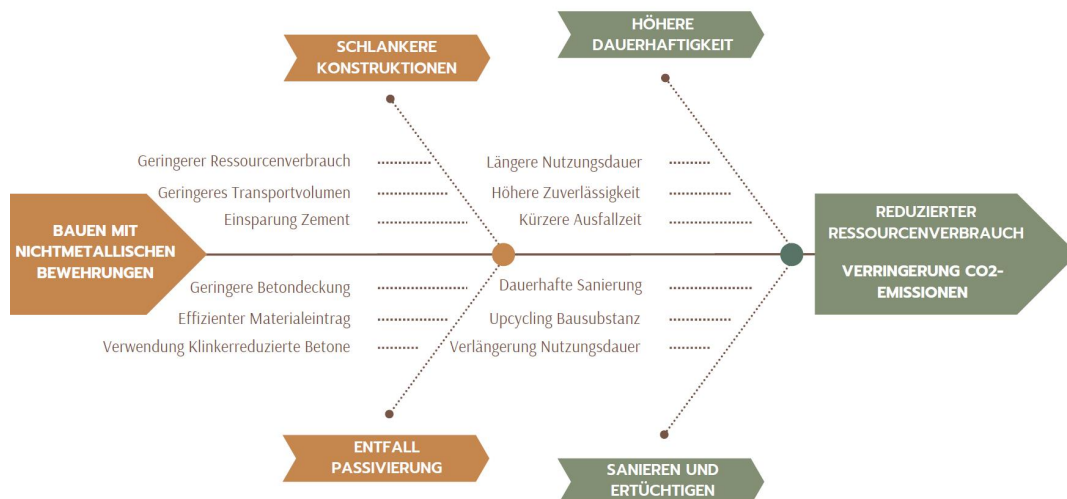 HÖHERE
DAUERHAFTIGKEIT
SCHLANKERE
KONSTRUKTIONEN
Geringerer Ressourcenverbrauch
Geringeres Transportvolumen
Einsparung Zement
Längere Nutzungsdauer
Höhere Zuverlässigkeit
Kürzere Ausfallzeit
BAUEN MIT
NICHTMETALLISCHEN
BEWEHRUNGEN
REDUZIERTER
RESSOURCENVERBRAUCH
VERRINGERUNG CO2-
EMISSIONEN
Geringere Betondeckung
Effizienter Materialeintrag
Verwendung Klinkerreduzierte Betone
Dauerhafte Sanierung
Upcycling Bausubstanz
Verlängerung Nutzungsdauer
ENTFALL
PASSIVIERUNG
SANIEREN UND
ERTÜCHTIGEN